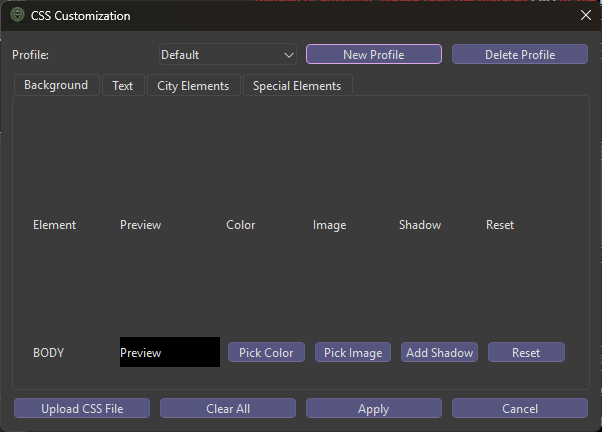 CSS Customization
Profile: Default New Profile Delete Profile
Background Text City Elements Special Elements
Element Preview Color Image Shadow Reset
BODY Preview Pick Color Pick Image Add Shadow Reset
Upload CSS File Clear All Apply Cancel